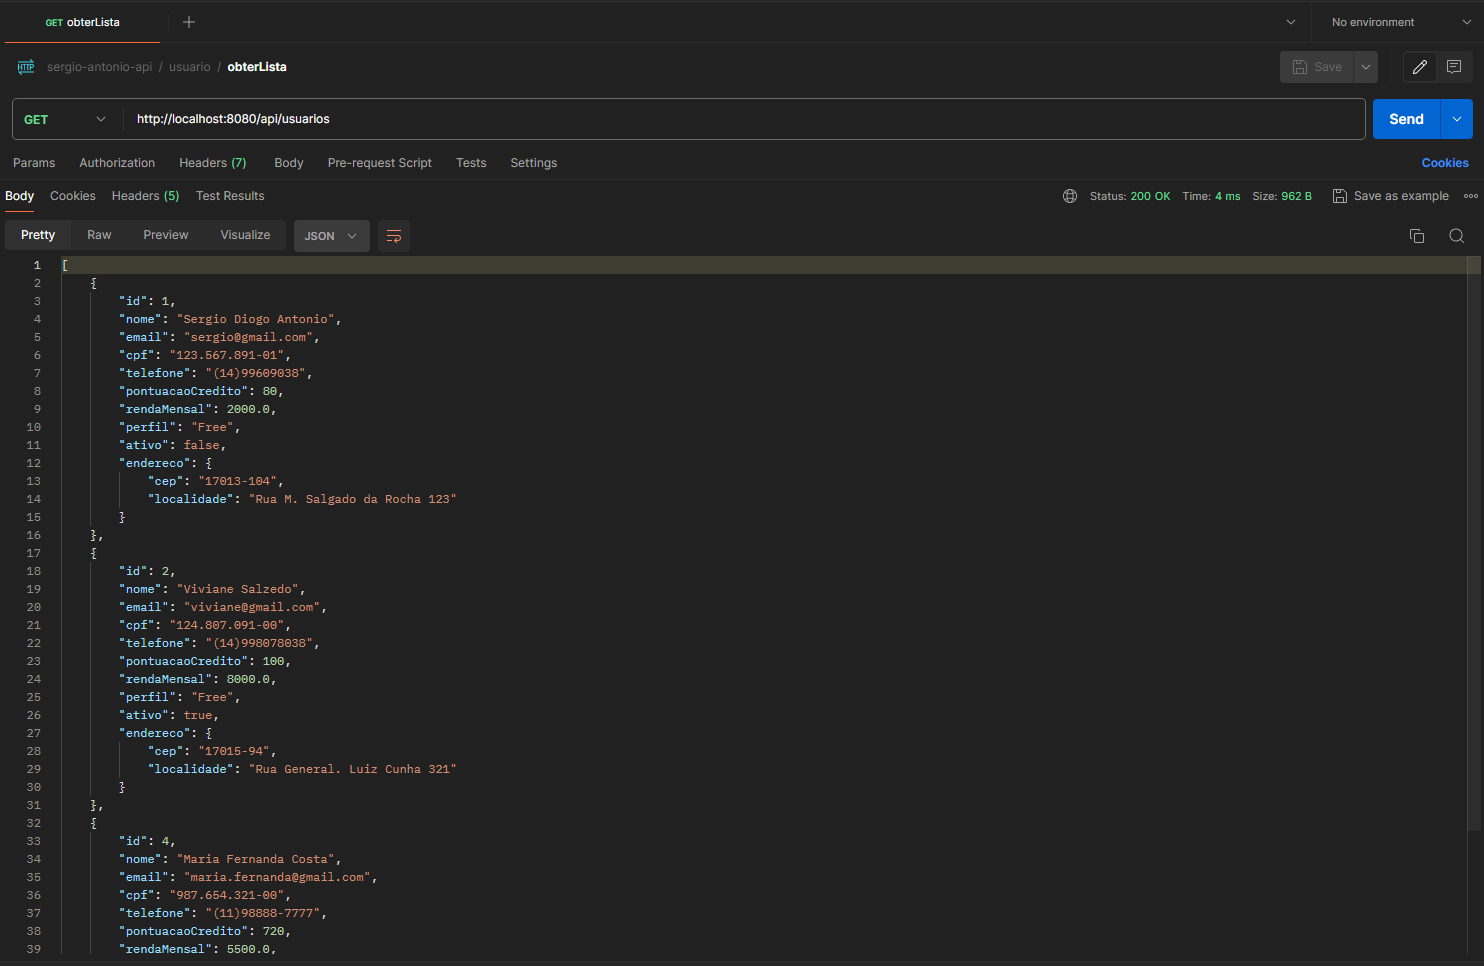 GET obterLista
No environment
HTTP sergio-antonio-api / usuario / obterLista
Save
GET http://localhost:8080/api/usuarios
Send
Params Authorization Headers (7) Body Pre-request Script Tests Settings
Cookies
Body Cookies Headers (5) Test Results
Status: 200 OK Time: 4 ms Size: 962 B Save as example
Pretty Raw Preview Visualize JSON
1 [
2 {
3 "id": 1,
4 "nome": "Sergio Diogo Antonio",
5 "email": "sergio@gmail.com",
6 "cpf": "123.567.891-01",
7 "telefone": "(14)99609038",
8 "pontuacaoCredito": 80,
9 "rendaMensal": 2000.0,
10 "perfil": "Free",
11 "ativo": false,
12 "endereco": {
13 "cep": "17013-104",
14 "localidade": "Rua M. Salgado da Rocha 123"
15 }
16 },
17 {
18 "id": 2,
19 "nome": "Viviane Salzedo",
20 "email": "viviane@gmail.com",
21 "cpf": "124.807.091-00",
22 "telefone": "(14)998078038",
23 "pontuacaoCredito": 100,
24 "rendaMensal": 8000.0,
25 "perfil": "Free",
26 "ativo": true,
27 "endereco": {
28 "cep": "17015-94",
29 "localidade": "Rua General. Luiz Cunha 321"
30 }
31 },
32 {
33 "id": 4,
34 "nome": "Maria Fernanda Costa",
35 "email": "maria.fernanda@gmail.com",
36 "cpf": "987.654.321-00",
37 "telefone": "(11)98888-7777",
38 "pontuacaoCredito": 720,
39 "rendaMensal": 5500.0,